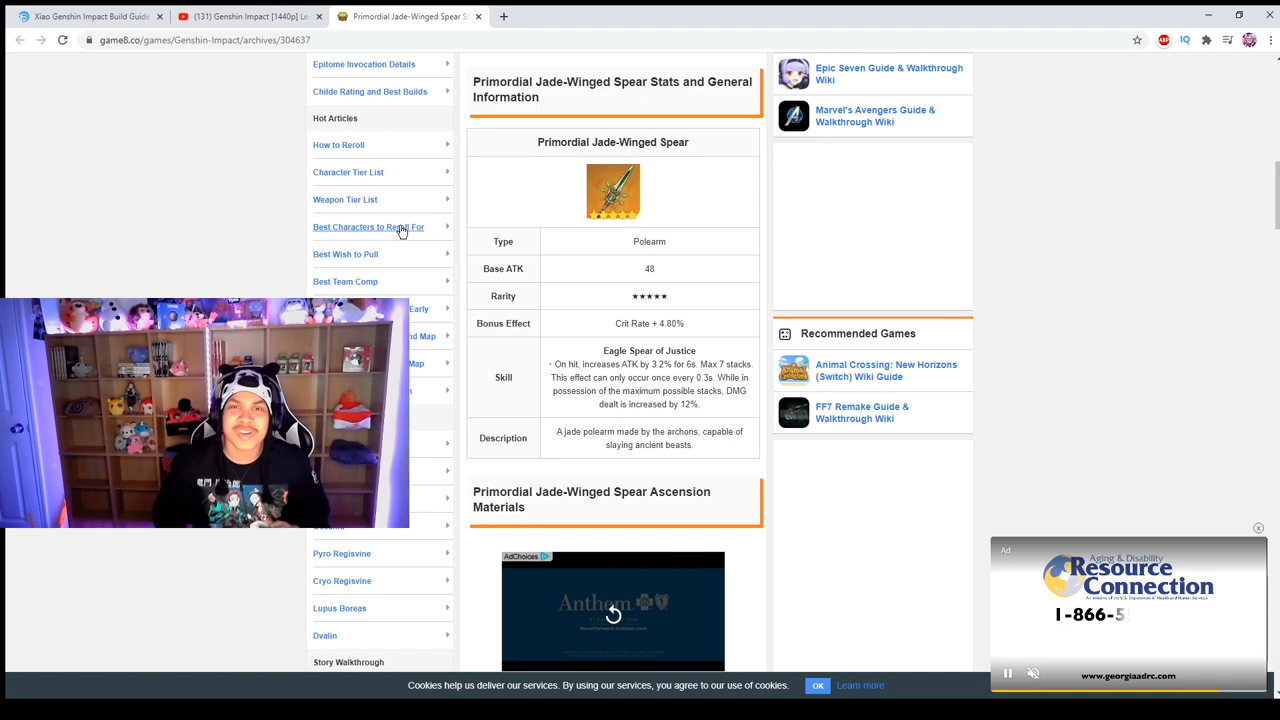 Xiao Genshin Impact Build Guide
(131) Genshin Impact [1440p] Le
Primordial Jade-Winged Spear S
game8.co/games/Genshin-Impact/archives/304637
ABP
IQ
Epitome Invocation Details
Childe Rating and Best Builds
Hot Articles
How to Reroll
Character Tier List
Weapon Tier List
Best Characters to Reroll For
Best Wish to Pull
Best Team Comp
Early
nd Map
Map
Pyro Regisvine
Cryo Regisvine
Lupus Boreas
Dvalin
Story Walkthrough
Primordial Jade-Winged Spear Stats and General
Information
Primordial Jade-Winged Spear
Type
Polearm
Base ATK
48
Rarity
★★★★★
Bonus Effect
Crit Rate + 4.80%
Skill
Eagle Spear of Justice
・On hit, increases ATK by 3.2% for 6s. Max 7 stacks.
This effect can only occur once every 0.3s. While in
possession of the maximum possible stacks, DMG
dealt is increased by 12%.
Description
A jade polearm made by the archons, capable of
slaying ancient beasts.
Primordial Jade-Winged Spear Ascension
Materials
AdChoices
Anthem
Epic Seven Guide & Walkthrough
Wiki
Marvel's Avengers Guide &
Walkthrough Wiki
Recommended Games
Animal Crossing: New Horizons
(Switch) Wiki Guide
FF7 Remake Guide &
Walkthrough Wiki
Ad
Aging & Disability
Resource
Connection
1-866-5
www.georgiaadrc.com
Cookies help us deliver our services. By using our services, you agree to our use of cookies.
OK
Learn more